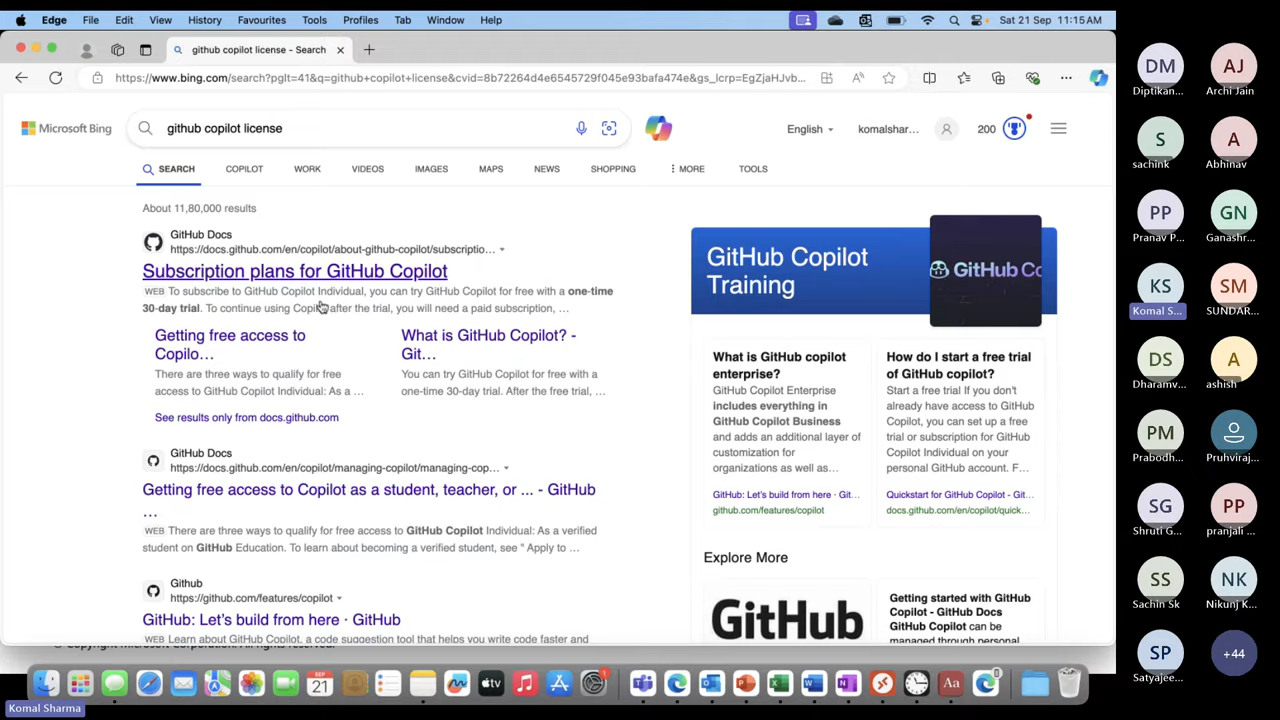 Edge File Edit View History Favourites Tools Profiles Tab Window Help Sat 21 Sep 11:15 AM
github copilot license - Search
https://www.bing.com/search?pglt=41&q=github+copilot+license&cvid=8b72264d4e6545729f045e93bafa474e&gs_lcrp=EgZjaHJvb...
Microsoft Bing
github copilot license
English
komalshar...
200
SEARCH COPILOT WORK VIDEOS IMAGES MAPS NEWS SHOPPING MORE TOOLS
About 11,80,000 results
GitHub Docs
https://docs.github.com/en/copilot/about-github-copilot/subscriptio...
Subscription plans for GitHub Copilot
WEB To subscribe to GitHub Copilot Individual, you can try GitHub Copilot for free with a one-time
30-day trial. To continue using Copilot after the trial, you will need a paid subscription, ...
Getting free access to
Copilo...
There are three ways to qualify for free
access to GitHub Copilot Individual: As a ...
What is GitHub Copilot? -
Git...
You can try GitHub Copilot for free with a
one-time 30-day trial. After the free trial, ...
See results only from docs.github.com
GitHub Docs
https://docs.github.com/en/copilot/managing-copilot/managing-cop...
Getting free access to Copilot as a student, teacher, or ... - GitHub
...
WEB There are three ways to qualify for free access to GitHub Copilot Individual: As a verified
student on GitHub Education. To learn about becoming a verified student, see " Apply to ...
Github
https://github.com/features/copilot
GitHub: Let's build from here · GitHub
WEB Learn about GitHub Copilot, a code suggestion tool that helps you write code faster and
GitHub Copilot
Training
GitHub Co
What is GitHub copilot
enterprise?
GitHub Copilot Enterprise
includes everything in
GitHub Copilot Business
and adds an additional layer of
customization for
organizations as well as...
GitHub: Let's build from here · Git...
github.com/features/copilot
How do I start a free trial
of GitHub copilot?
Start a free trial If you don't
already have access to GitHub
Copilot, you can set up a free
trial or subscription for GitHub
Copilot Individual on your
personal GitHub account. F...
Quickstart for GitHub Copilot - Git...
docs.github.com/en/copilot/quick...
Explore More
GitHub
Getting started with GitHub
Copilot - GitHub Docs
GitHub Copilot can be
managed through personal
Copyright Microsoft Corporation. All rights reserved.
SEP
21
tv
1
Aa
Komal Sharma
DM
Diptikan...
AJ
Archi Jain
S
sachink
A
Abhinav
PP
Pranav P...
GN
Ganashr...
KS
Komal S...
SM
SUNDAR...
DS
Dharamv...
A
ashish
PM
Prabodh...
Pruhviraj...
SG
Shruti G...
PP
pranjali ...
SS
Sachin Sk
NK
Nikunj K...
SP
Satyajee...
+44